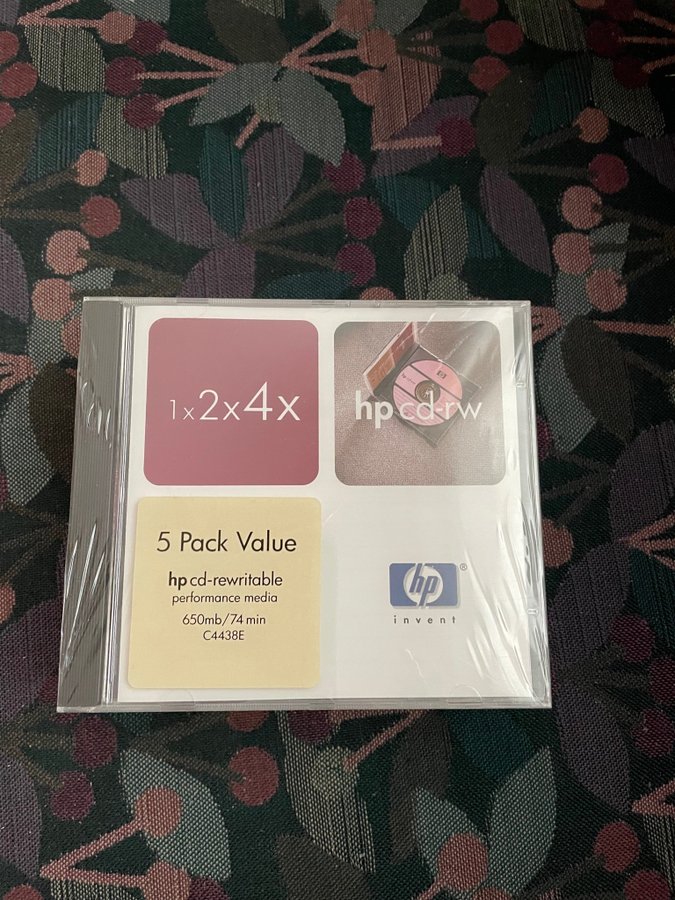 1x2x4x
hp cd-rw
5 Pack Value
hp cd-rewritable
performance media
650mb/74 min
C4438E
hp ®
invent